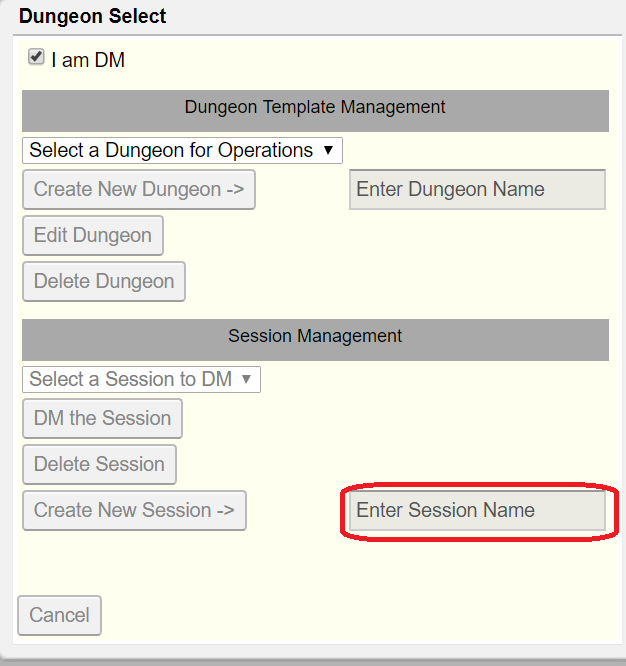 Dungeon Select
I am DM
Dungeon Template Management
Select a Dungeon for Operations
Create New Dungeon -> Enter Dungeon Name
Edit Dungeon
Delete Dungeon
Session Management
Select a Session to DM
DM the Session
Delete Session
Create New Session -> Enter Session Name
Cancel